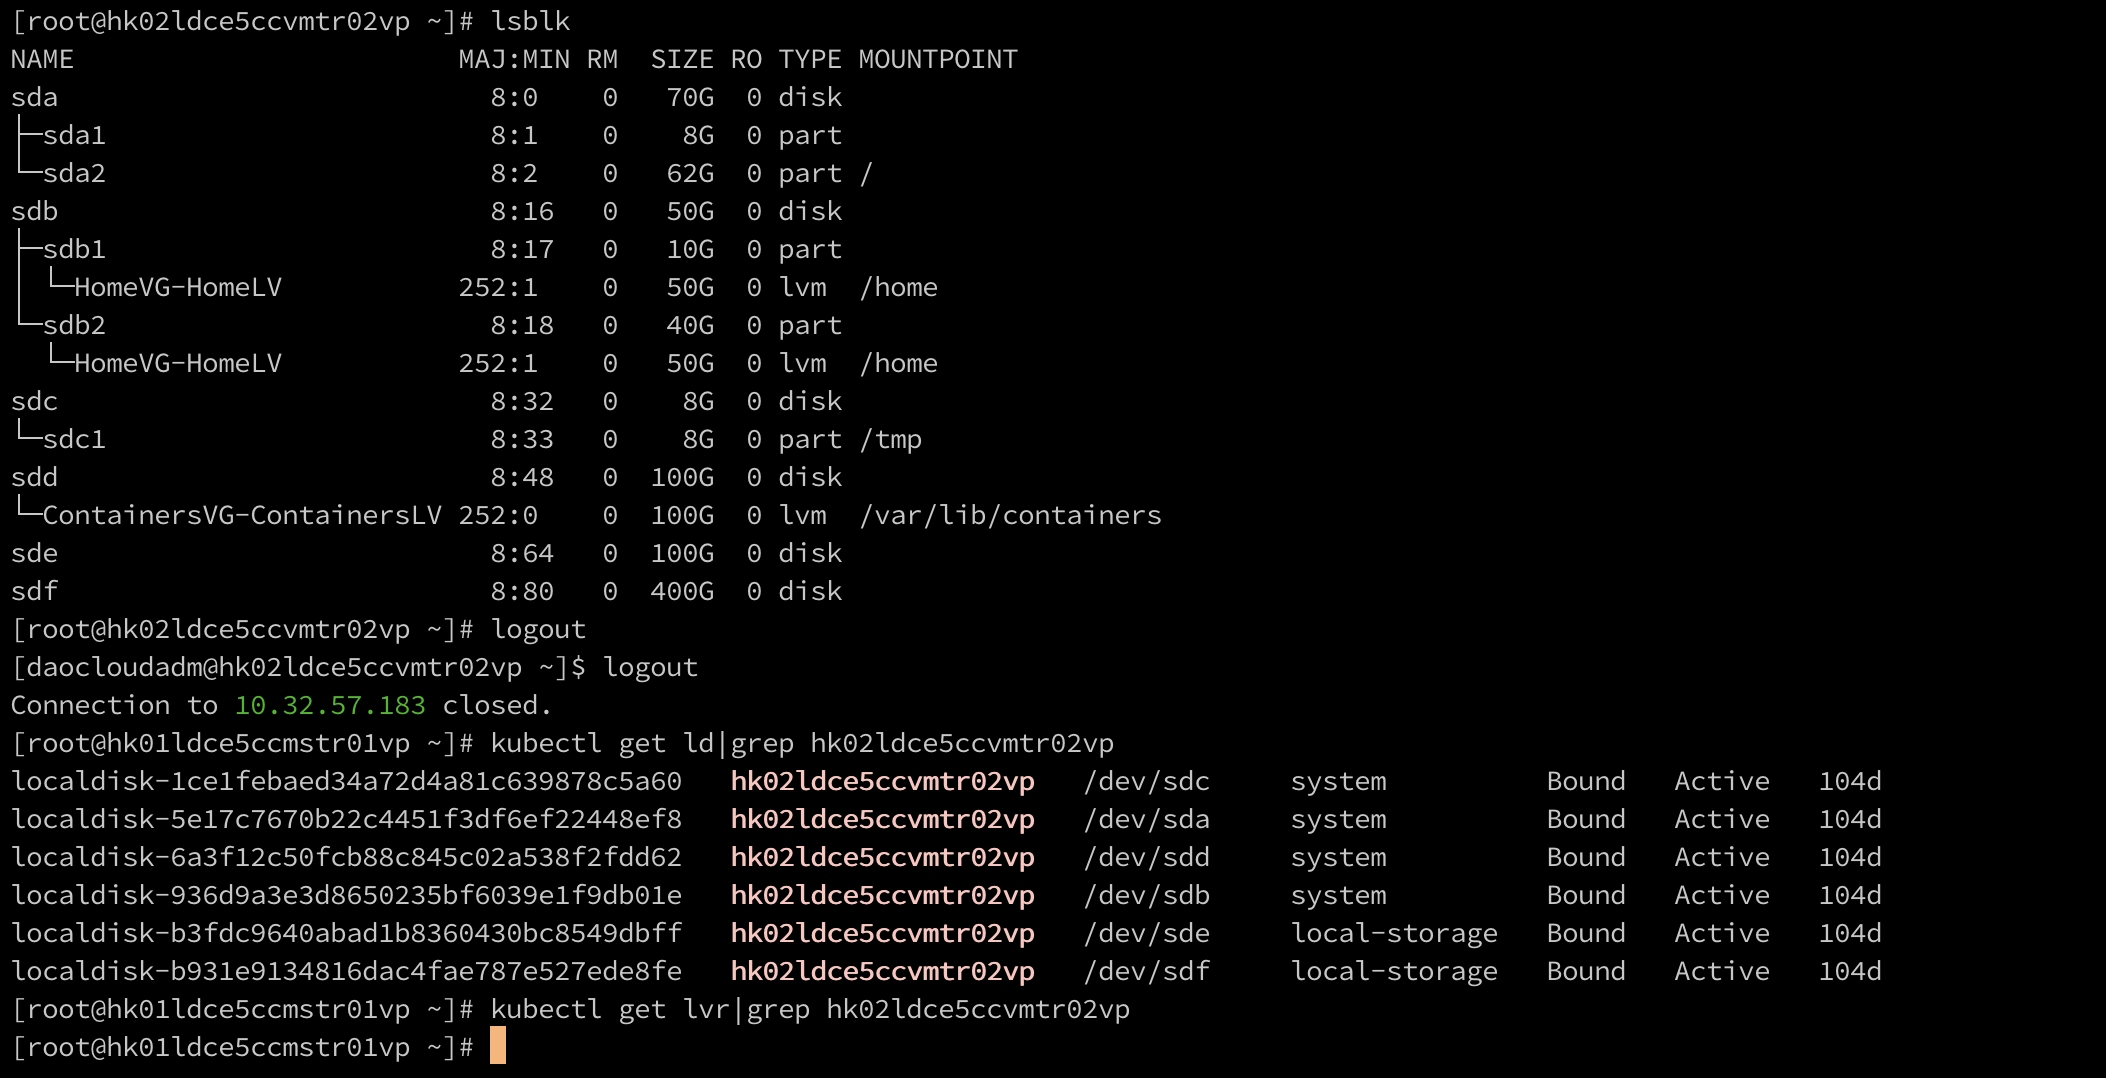 [root@hk02ldce5ccvmtr02vp ~]# lsblk
NAME                        MAJ:MIN RM  SIZE RO TYPE MOUNTPOINT
sda                           8:0    0   70G  0 disk
├─sda1                        8:1    0    8G  0 part
└─sda2                        8:2    0   62G  0 part /
sdb                           8:16   0   50G  0 disk
├─sdb1                        8:17   0   10G  0 part
│ └─HomeVG-HomeLV           252:1    0   50G  0 lvm  /home
└─sdb2                        8:18   0   40G  0 part
  └─HomeVG-HomeLV           252:1    0   50G  0 lvm  /home
sdc                           8:32   0    8G  0 disk
└─sdc1                        8:33   0    8G  0 part /tmp
sdd                           8:48   0  100G  0 disk
└─ContainersVG-ContainersLV 252:0    0  100G  0 lvm  /var/lib/containers
sde                           8:64   0  100G  0 disk
sdf                           8:80   0  400G  0 disk
[root@hk02ldce5ccvmtr02vp ~]# logout
[daocloudadm@hk02ldce5ccvmtr02vp ~]$ logout
Connection to 10.32.57.183 closed.
[root@hk01ldce5ccmstr01vp ~]# kubectl get ld|grep hk02ldce5ccvmtr02vp
localdisk-1ce1febaed34a72d4a81c639878c5a60   hk02ldce5ccvmtr02vp   /dev/sdc     system          Bound   Active   104d
localdisk-5e17c7670b22c4451f3df6ef22448ef8   hk02ldce5ccvmtr02vp   /dev/sda     system          Bound   Active   104d
localdisk-6a3f12c50fcb88c845c02a538f2fdd62   hk02ldce5ccvmtr02vp   /dev/sdd     system          Bound   Active   104d
localdisk-936d9a3e3d8650235bf6039e1f9db01e   hk02ldce5ccvmtr02vp   /dev/sdb     system          Bound   Active   104d
localdisk-b3fdc9640abad1b8360430bc8549dbff   hk02ldce5ccvmtr02vp   /dev/sde     local-storage   Bound   Active   104d
localdisk-b931e9134816dac4fae787e527ede8fe   hk02ldce5ccvmtr02vp   /dev/sdf     local-storage   Bound   Active   104d
[root@hk01ldce5ccmstr01vp ~]# kubectl get lvr|grep hk02ldce5ccvmtr02vp
[root@hk01ldce5ccmstr01vp ~]#